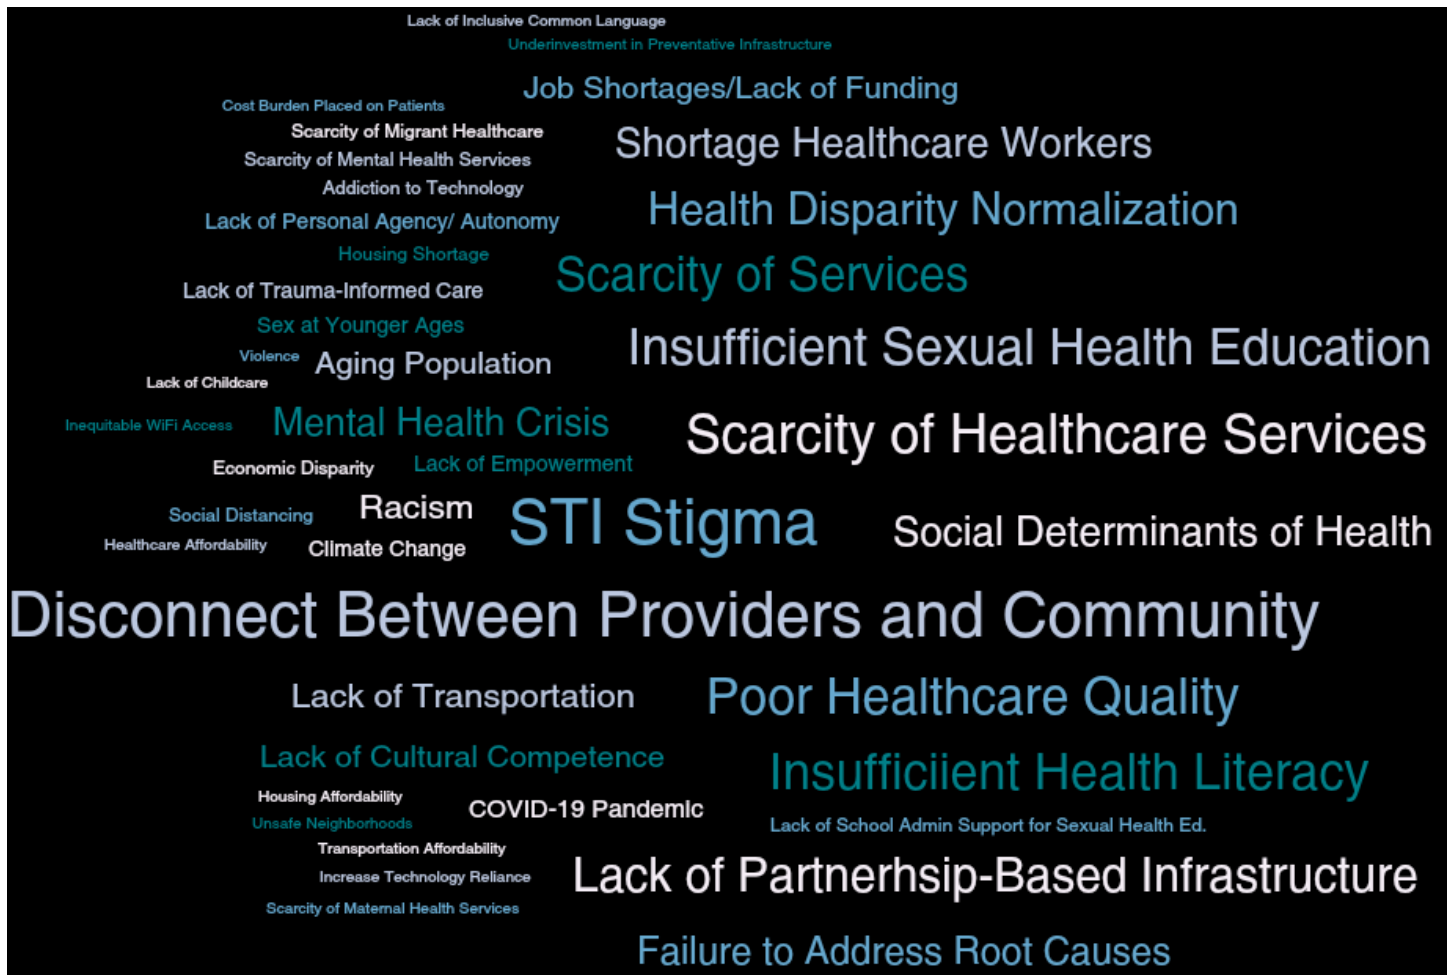 Lack of Inclusive Common Language
Underinvestment in Preventative Infrastructure
Job Shortages/Lack of Funding
Cost Burden Placed on Patients
Scarcity of Migrant Healthcare
Shortage Healthcare Workers
Scarcity of Mental Health Services
Addiction to Technology
Health Disparity Normalization
Lack of Personal Agency/ Autonomy
Housing Shortage
Scarcity of Services
Lack of Trauma-Informed Care
Sex at Younger Ages
Insufficient Sexual Health Education
Violence
Aging Population
Lack of Childcare
Inequitable WiFi Access
Mental Health Crisis
Scarcity of Healthcare Services
Economic Disparity
Lack of Empowerment
Racism
STI Stigma
Social Distancing
Social Determinants of Health
Healthcare Affordability
Climate Change
Disconnect Between Providers and Community
Lack of Transportation
Poor Healthcare Quality
Lack of Cultural Competence
Insufficiient Health Literacy
Housing Affordability
COVID-19 Pandemic
Unsafe Neighborhoods
Lack of School Admin Support for Sexual Health Ed.
Transportation Affordability
Increase Technology Reliance
Lack of Partnerhsip-Based Infrastructure
Scarcity of Maternal Health Services
Failure to Address Root Causes